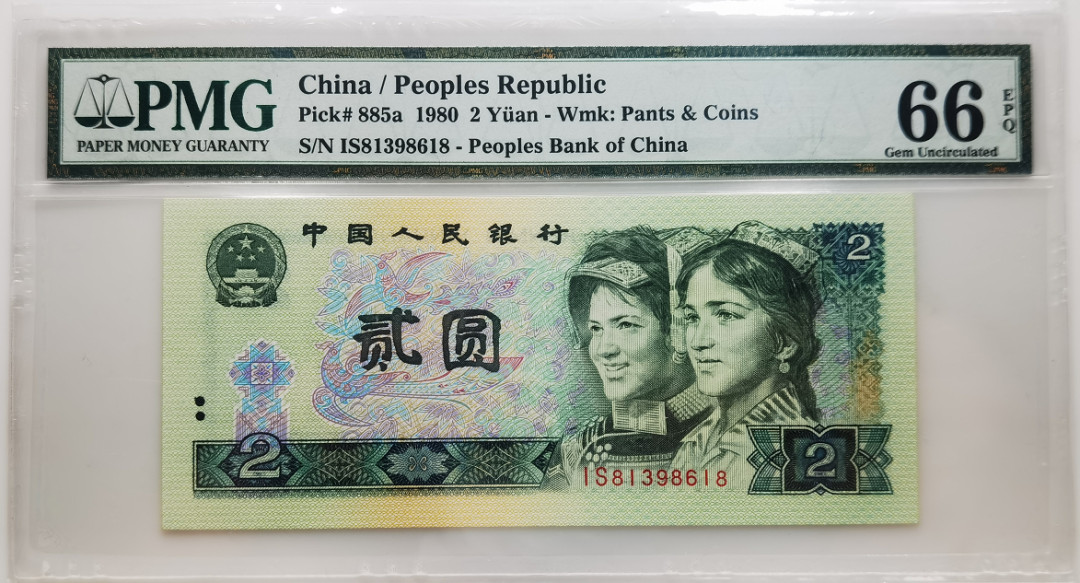 PMG
PAPER MONEY GUARANTY
China / Peoples Republic
Pick# 885a 1980 2 Yüan - Wmk: Pants & Coins
S/N IS81398618 - Peoples Bank of China
66 EPQ
Gem Uncirculated
中国人民银行
2
贰圆
2
IS81398618
2